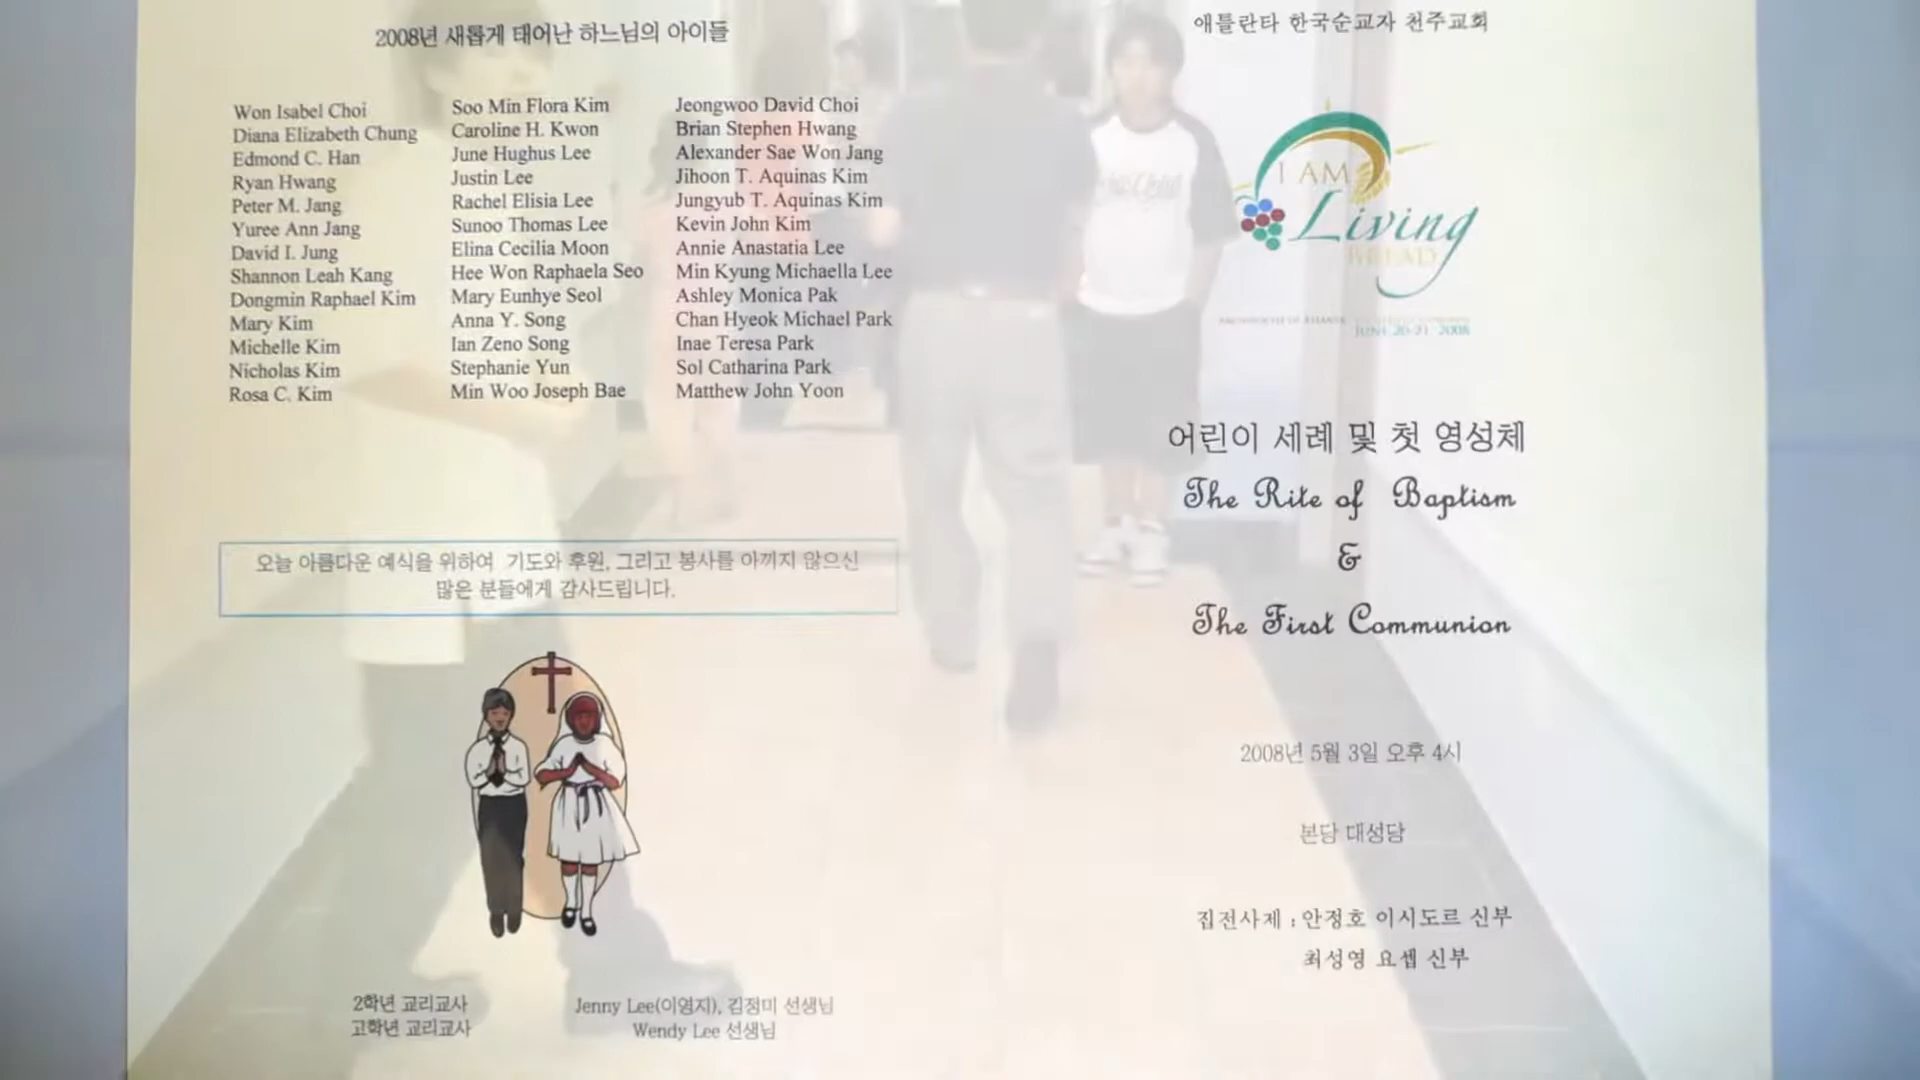 2008년 새롭게 태어난 하느님의 아이들
Won Isabel Choi
Diana Elizabeth Chung
Edmond C. Han
Ryan Hwang
Peter M. Jang
Yuree Ann Jang
David I. Jung
Shannon Leah Kang
Dongmin Raphael Kim
Mary Kim
Michelle Kim
Nicholas Kim
Rosa C. Kim
Soo Min Flora Kim
Caroline H. Kwon
June Hughus Lee
Justin Lee
Rachel Elisia Lee
Sunoo Thomas Lee
Elina Cecilia Moon
Hee Won Raphaela Seo
Mary Eunhye Seol
Anna Y. Song
Ian Zeno Song
Stephanie Yun
Min Woo Joseph Bae
Jeongwoo David Choi
Brian Stephen Hwang
Alexander Sae Won Jang
Jihoon T. Aquinas Kim
Jungyub T. Aquinas Kim
Kevin John Kim
Annie Anastatia Lee
Min Kyung Michaella Lee
Ashley Monica Pak
Chan Hyeok Michael Park
Inae Teresa Park
Sol Catharina Park
Matthew John Yoon
오늘 아름다운 예식을 위하여 기도와 후원, 그리고 봉사를 아끼지 않으신
많은 분들에게 감사드립니다.
2학년 교리교사 Jenny Lee(이영지), 김정미 선생님
고학년 교리교사 Wendy Lee 선생님
애틀란타 한국순교자 천주교회
I AM
Living
BREAD
JUNE 20-21, 2008
어린이 세례 및 첫 영성체
The Rite of Baptism
&
The First Communion
2008년 5월 3일 오후 4시
본당 대성당
집전사제 : 안정호 이시도르 신부
최성영 요셉 신부